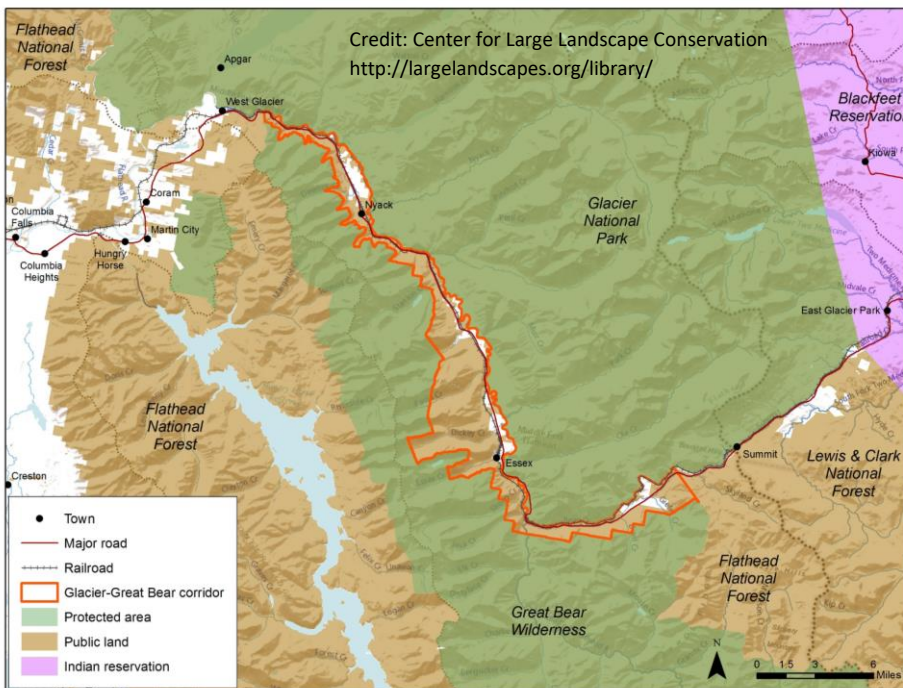 Flathead
National
Forest
Credit: Center for Large Landscape Conservation
http://largelandscapes.org/library/
Apgar
West Glacier
Blackfeet
Reservation
Kiowa
Coram
Columbia
Falls
Nyack
Glacier
National
Park
Martin City
Hungry
Horse
Columbia
Heights
East Glacier Park
Flathead
National
Forest
Summit
Essex
Lewis & Clark
National
Forest
Creston
Flathead
National
Forest
Great Bear
Wilderness
Town
Major road
Railroad
Glacier-Great Bear corridor
Protected area
Public land
Indian reservation
N
0 1.5 3 6
Miles